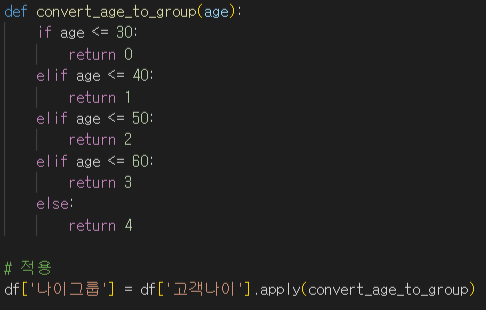 def convert_age_to_group(age):
    if age <= 30:
        return 0
    elif age <= 40:
        return 1
    elif age <= 50:
        return 2
    elif age <= 60:
        return 3
    else:
        return 4

# 적용
df['나이그룹'] = df['고객나이'].apply(convert_age_to_group)